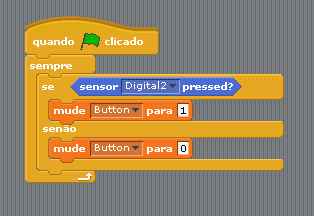 quando clicado
sempre
se sensor Digital2 pressed?
mude Button para 1
senão
mude Button para 0